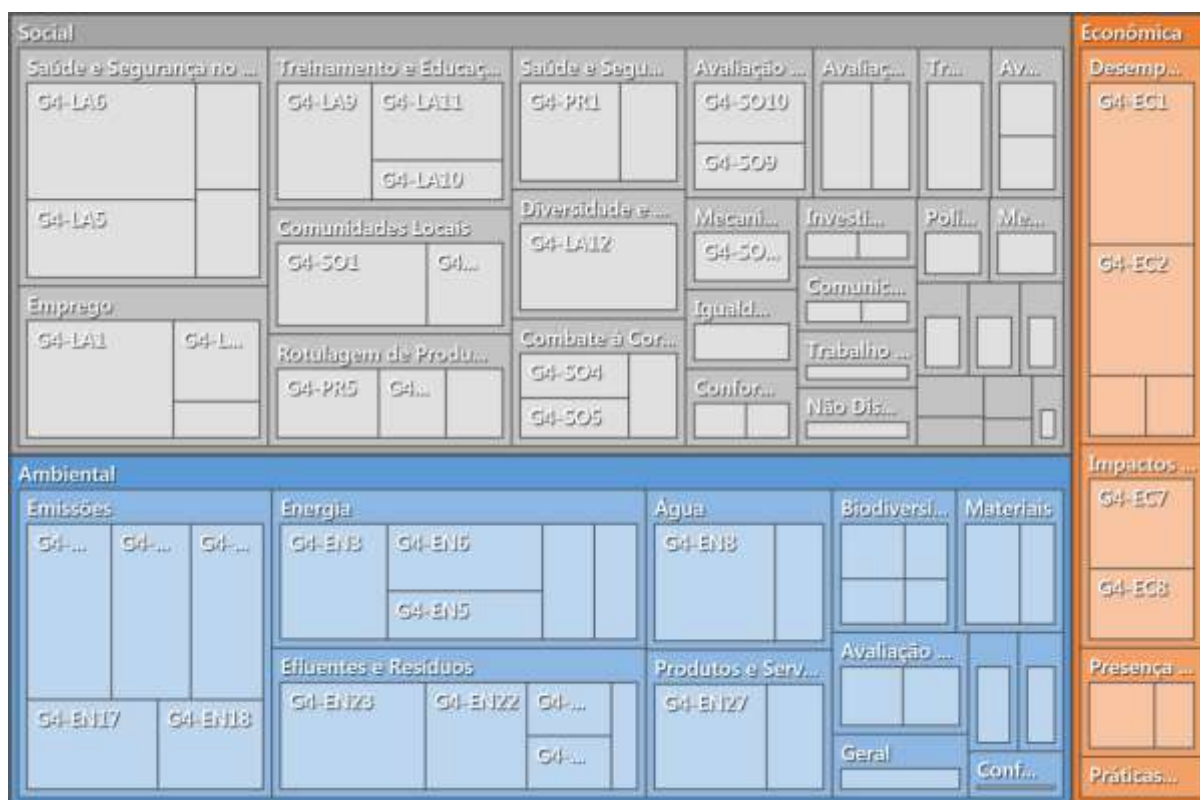 Social
Saúde e Segurança no ...
G4-LA6
G4-LA5
Emprego
G4-LA1
G4-L...
Treinamento e Educaç...
G4-LA9
G4-LA11
G4-LA10
Comunidades Locais
G4-SO1
G4...
Rotulagem de Produ...
G4-PR5
G4...
Saúde e Segu...
G4-PR1
Diversidade e ...
G4-LA12
Combate à Cor...
G4-SO4
G4-SO5
Avaliação ...
G4-SO10
G4-SO9
Mecani...
G4-SO...
Iguald...
Confor...
Avaliaç...
Investi...
Comunic...
Trabalho ...
Não Dis...
Tr...
Av...
Polí...
Me...
Ambiental
Emissões
G4-...
G4-...
G4-...
G4-EN17
G4-EN18
Energia
G4-EN3
G4-EN6
G4-EN5
Efluentes e Resíduos
G4-EN23
G4-EN22
G4-...
G4-...
Água
G4-EN8
Produtos e Serv...
G4-EN27
Biodiversi...
Materiais
Avaliação ...
Geral
Conf...
Econômica
Desemp...
G4-EC1
G4-EC2
Impactos ...
G4-EC7
G4-EC8
Presença ...
Práticas...